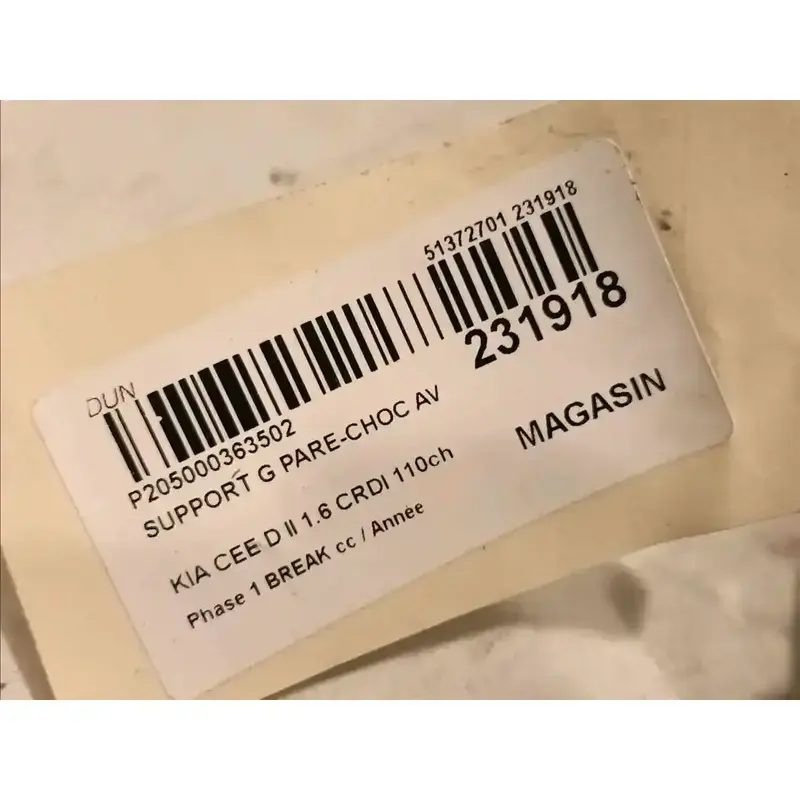 51372701 231918
DUN
231918
P205000363502
SUPPORT G PARE-CHOC AV
MAGASIN
KIA CEE D II 1.6 CRDI 110ch
Phase 1 BREAK cc / Année